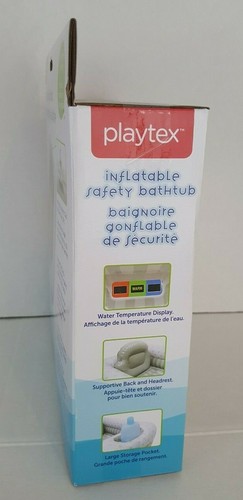 playtex™
inflatable
safety bathtub
baignoire
gonflable
de sécurité
WARM
Water Temperature Display.
Affichage de la température de l'eau.
Supportive Back and Headrest.
Appuie-tête et dossier
pour bien soutenir.
Large Storage Pocket.
Grande poche de rangement.